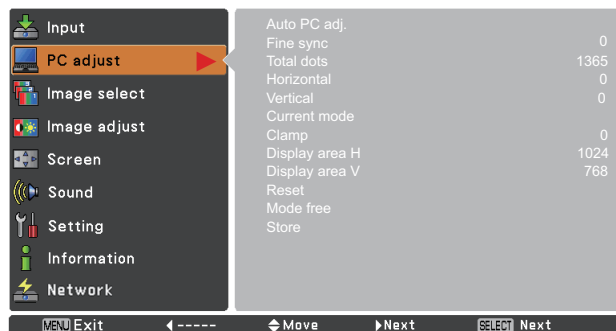 Input
PC adjust
Image select
Image adjust
Screen
Sound
Setting
Information
Network
Auto PC adj.
Fine sync 0
Total dots 1365
Horizontal 0
Vertical 0
Current mode
Clamp 0
Display area H 1024
Display area V 768
Reset
Mode free
Store
MENU Exit ◀ ----- Move ▶Next SELECT Next